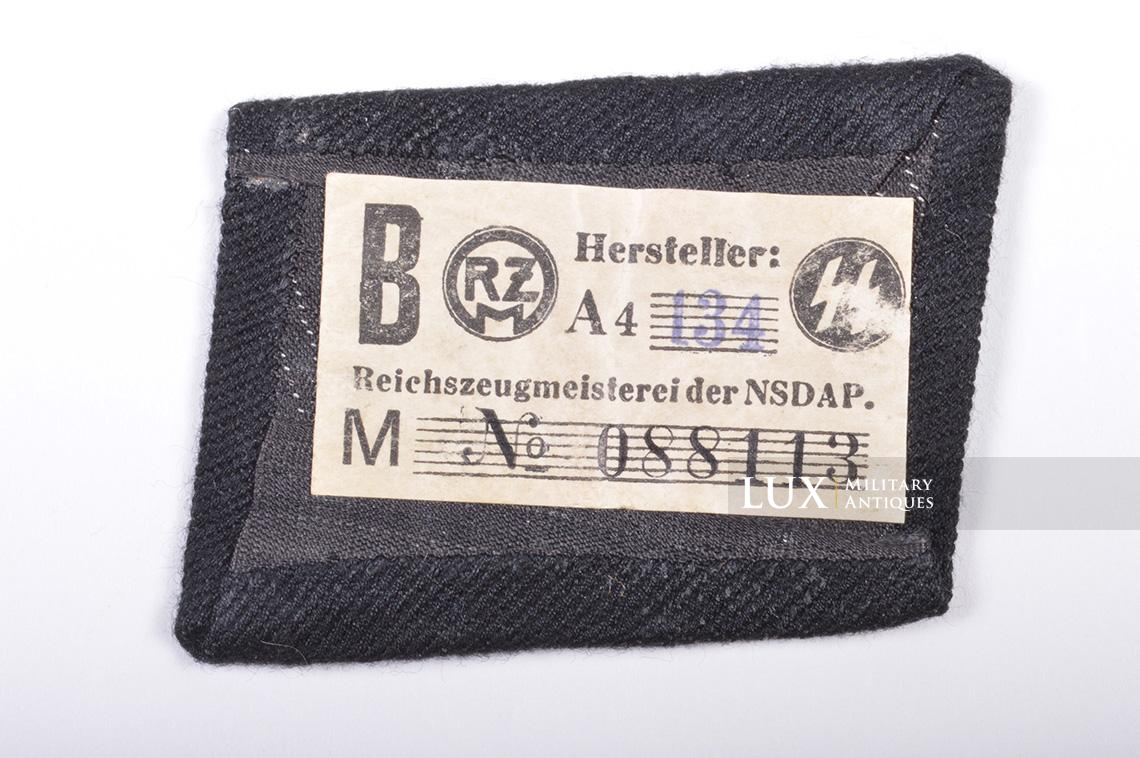 B RZM Hersteller:
A4 134
Reichszeugmeisterei der NSDAP.
M No 088113
LUX MILITARY ANTIQUES